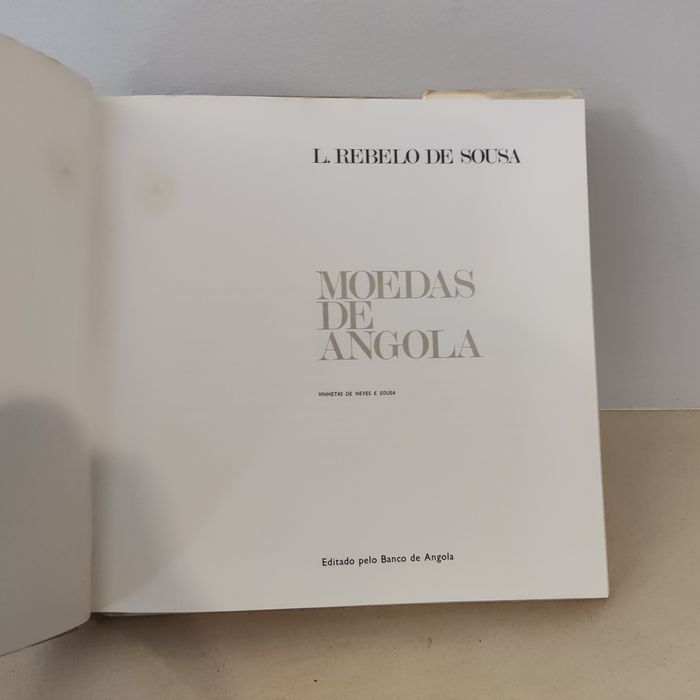 L. REBELO DE SOUSA
MOEDAS
DE
ANGOLA
VINHETAS DE NEVES E SOUSA
Editado pelo Banco de Angola